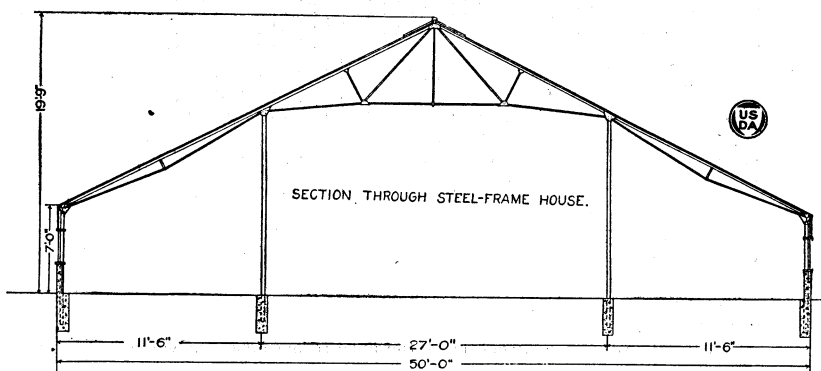 19'-9"
US
DA
SECTION THROUGH STEEL-FRAME HOUSE.
7'-0"
11'-6" 27'-0" 11'-6"
50'-0"